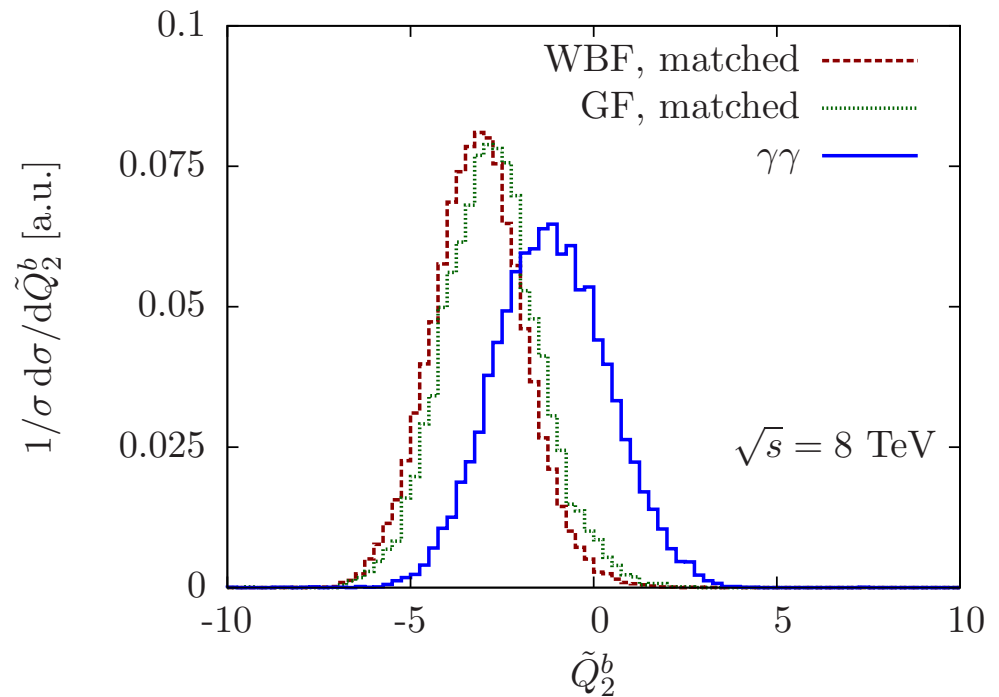 0.1
WBF, matched
GF, matched
γγ
0.075
0.05
0.025
0
1/σ dσ/dQ̃₂ᵇ [a.u.]
√s = 8 TeV
-10
-5
0
5
10
Q̃₂ᵇ